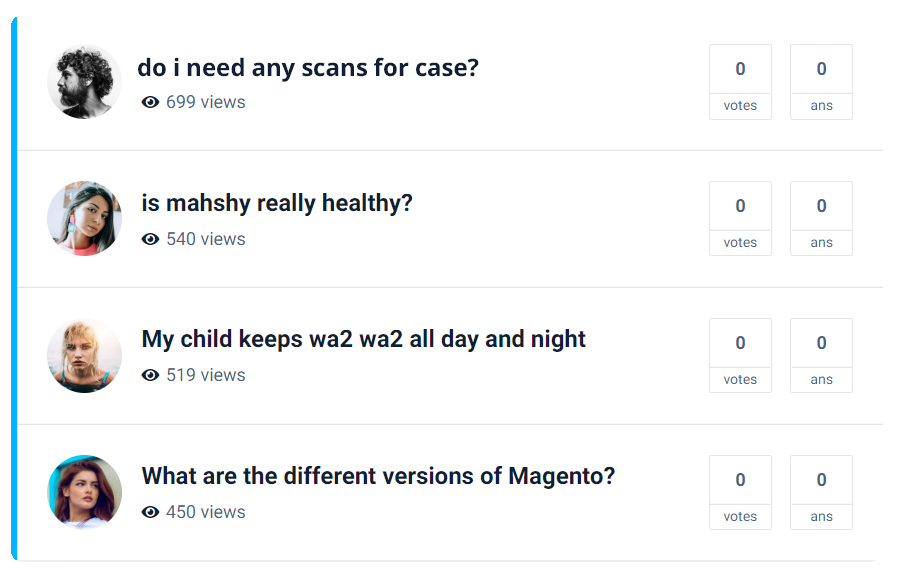 do i need any scans for case?
699 views
0
votes
0
ans
is mahshy really healthy?
540 views
0
votes
0
ans
My child keeps wa2 wa2 all day and night
519 views
0
votes
0
ans
What are the different versions of Magento?
450 views
0
votes
0
ans